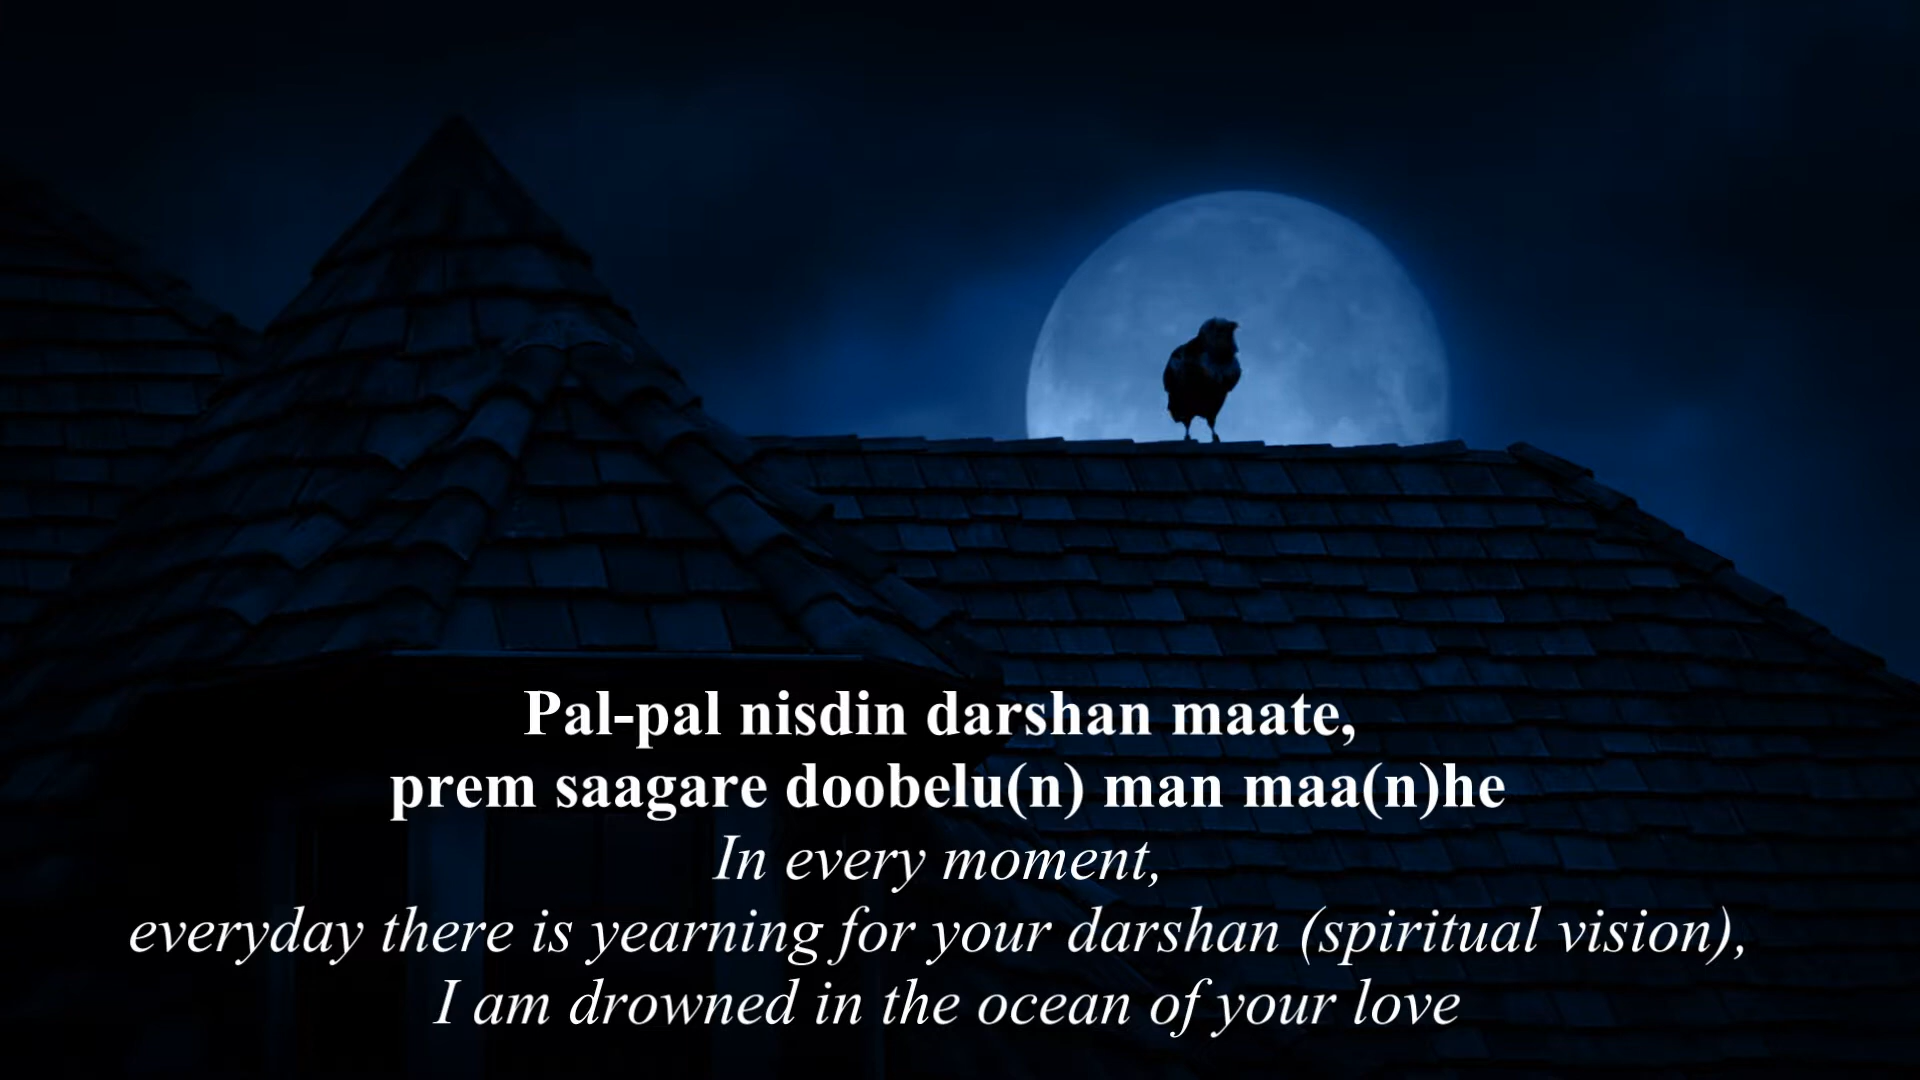 Pal-pal nisdin darshan maate,
prem saagare doobelu(n) man maa(n)he
In every moment,
everyday there is yearning for your darshan (spiritual vision),
I am drowned in the ocean of your love